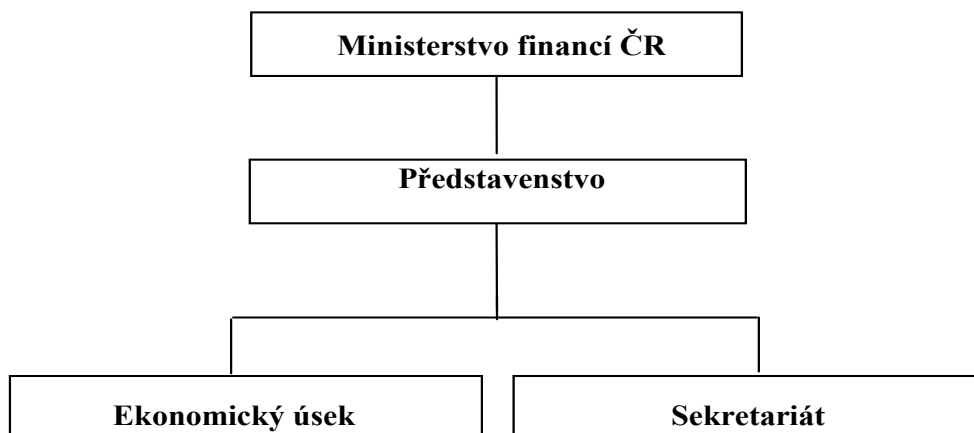 Ministerstvo financí ČR
Představenstvo
Ekonomický úsek
Sekretariát